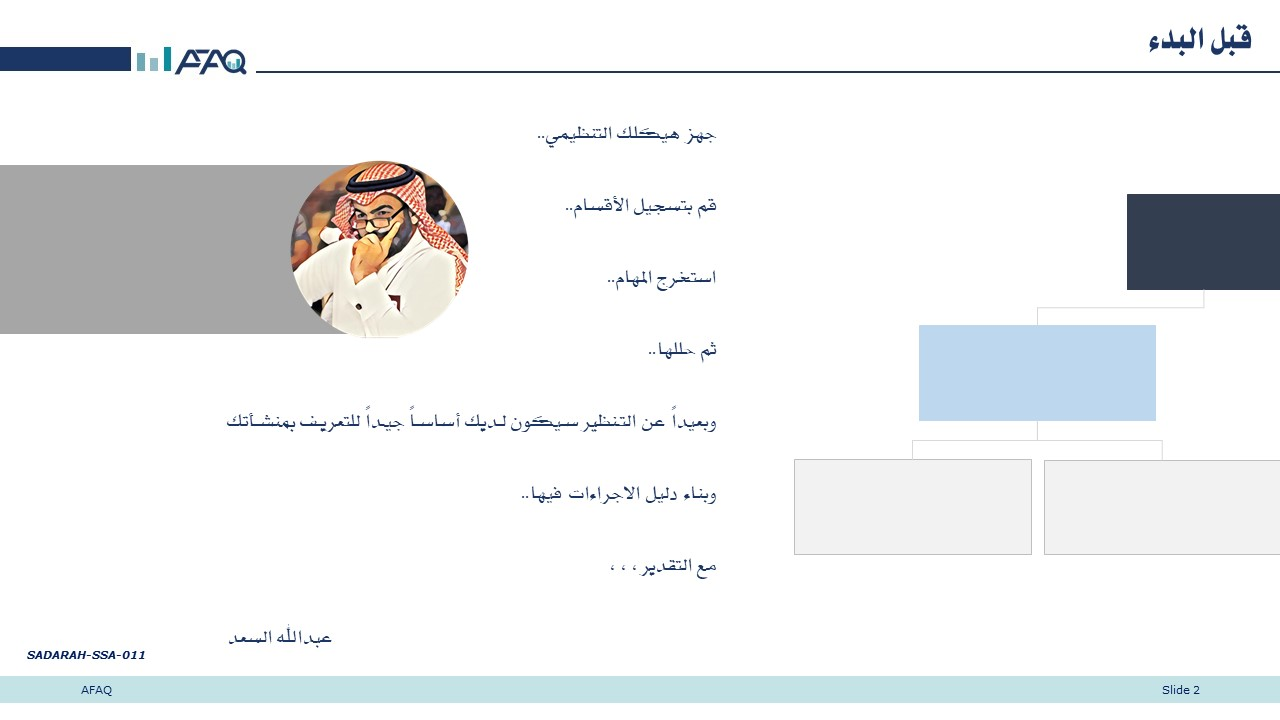 قبل البدء
AFAQ
جهز هيكلك التنظيمي..
قم بتسجيل الأقسام..
استخرج المهام..
ثم حللها..
وبعيداً عن التنظير سيكون لديك أساساً جيداً للتعريف بمنشأتك
وبناء دليل الاجراءات فيها..
مع التقدير،،،
عبدالله السعد
SADARAH-SSA-011
AFAQ
Slide 2